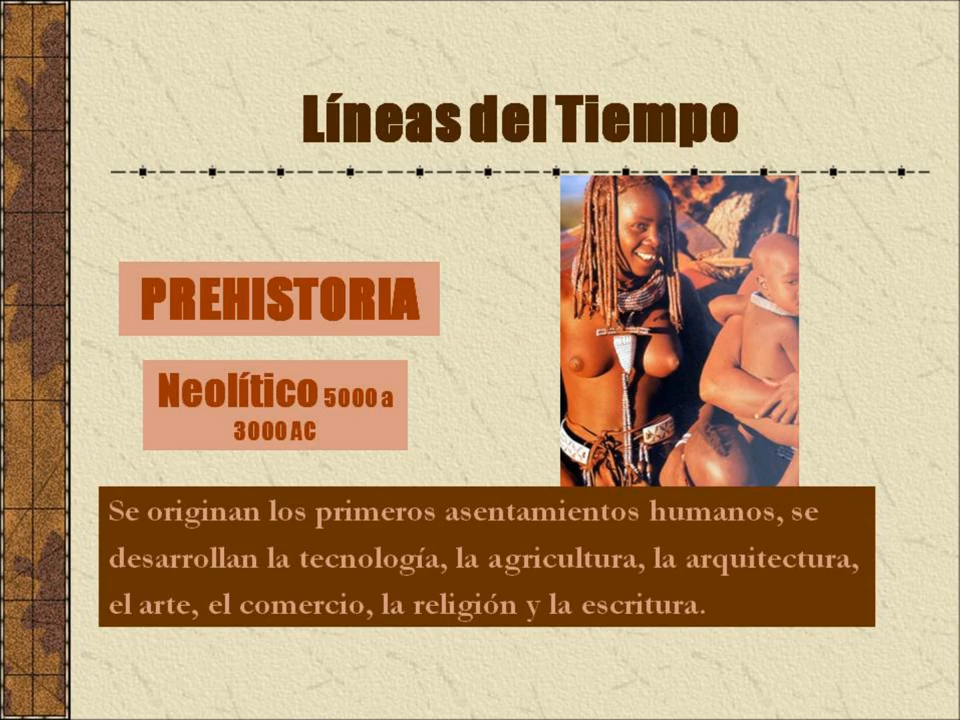 Líneas del Tiempo
PREHISTORIA
Neolítico 5000 a
3000 AC
Se originan los primeros asentamientos humanos, se
desarrollan la tecnología, la agricultura, la arquitectura,
el arte, el comercio, la religión y la escritura.